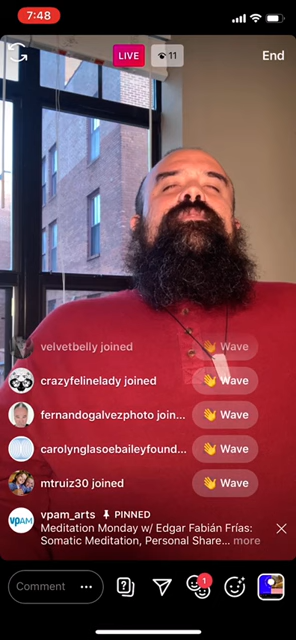 7:48
LIVE
11
End
velvetbelly joined
Wave
crazyfelinelady joined
Wave
fernandogalvezphoto join...
Wave
carolynglasoebaileyfound...
Wave
mtruiz30 joined
Wave
VPAM
vpam_arts PINNED
Meditation Monday w/ Edgar Fabián Frías:
Somatic Meditation, Personal Share... more
Comment
1